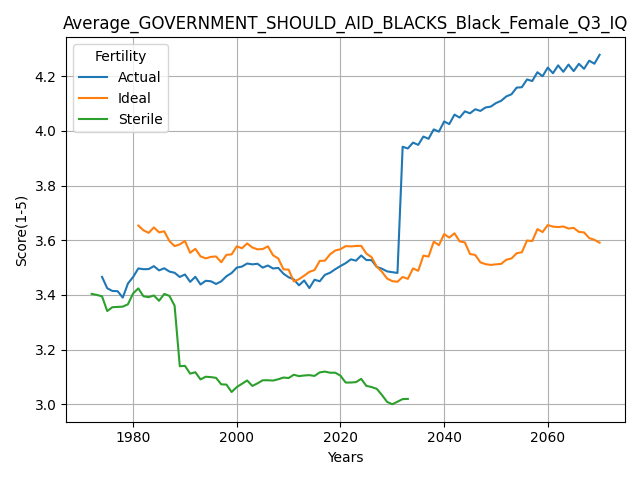 Average_GOVERNMENT_SHOULD_AID_BLACKS_Black_Female_Q3_IQ
Fertility
Actual
Ideal
Sterile
4.2
4.0
3.8
3.6
3.4
3.2
3.0
Score(1-5)
1980
2000
2020
2040
2060
Years